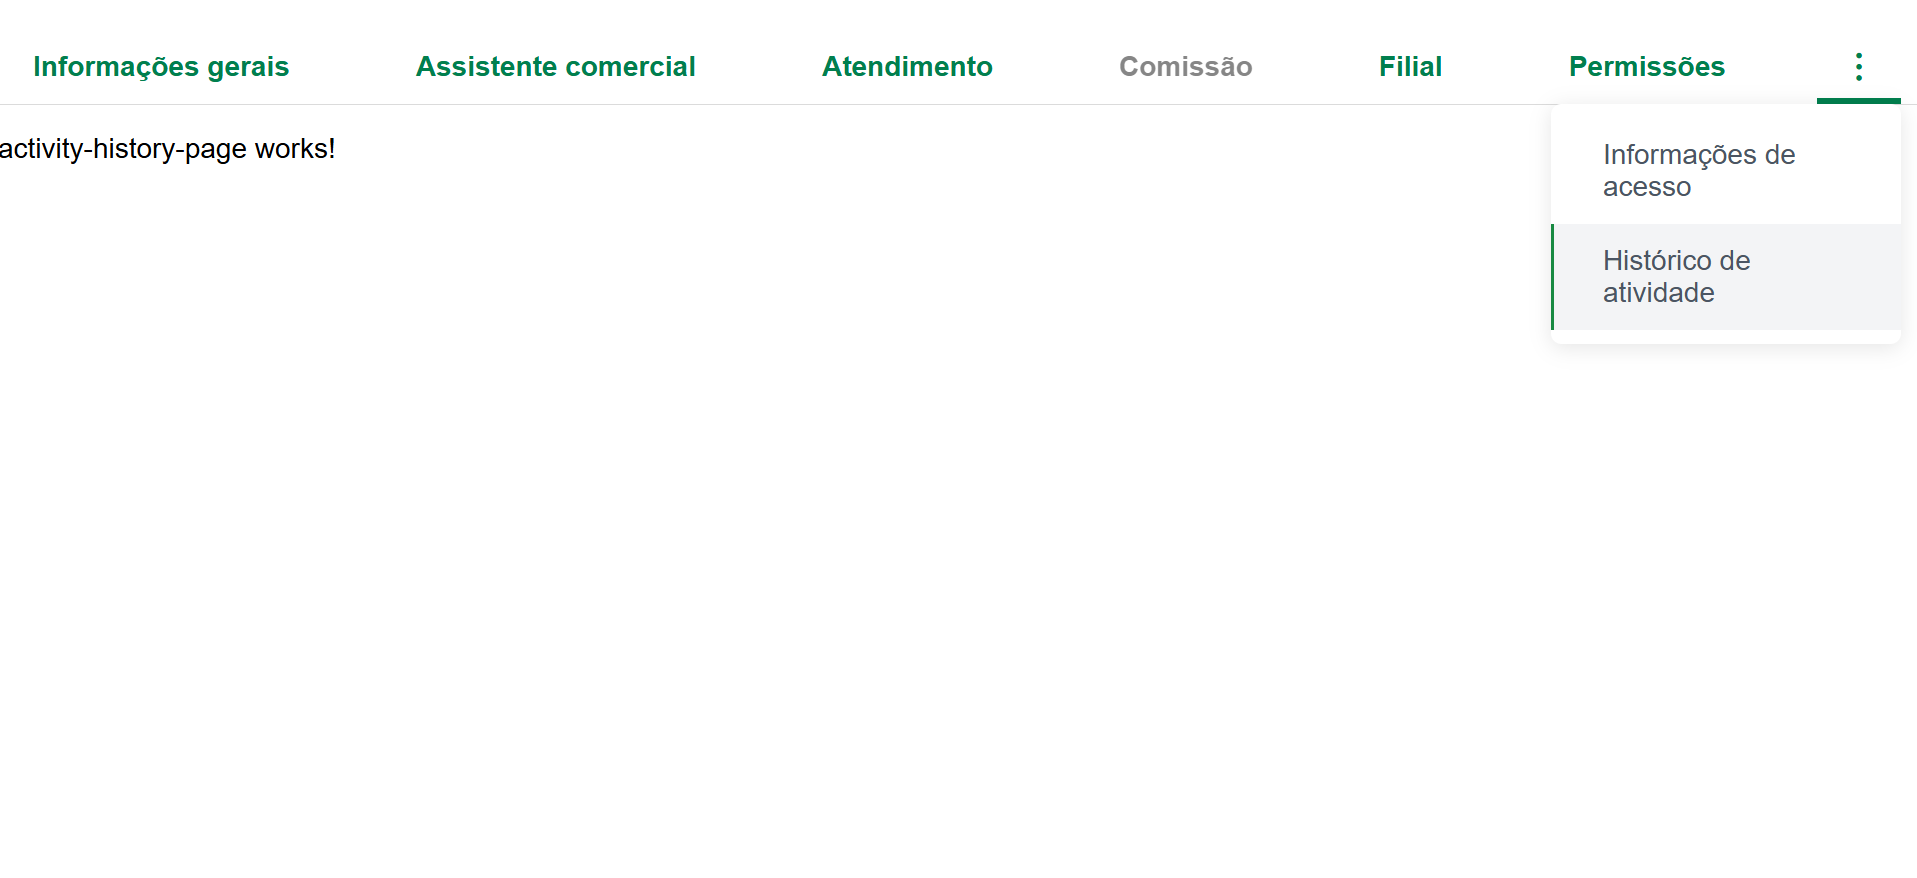 Informações gerais Assistente comercial Atendimento Comissão Filial Permissões
activity-history-page works!
Informações de
acesso
Histórico de
atividade